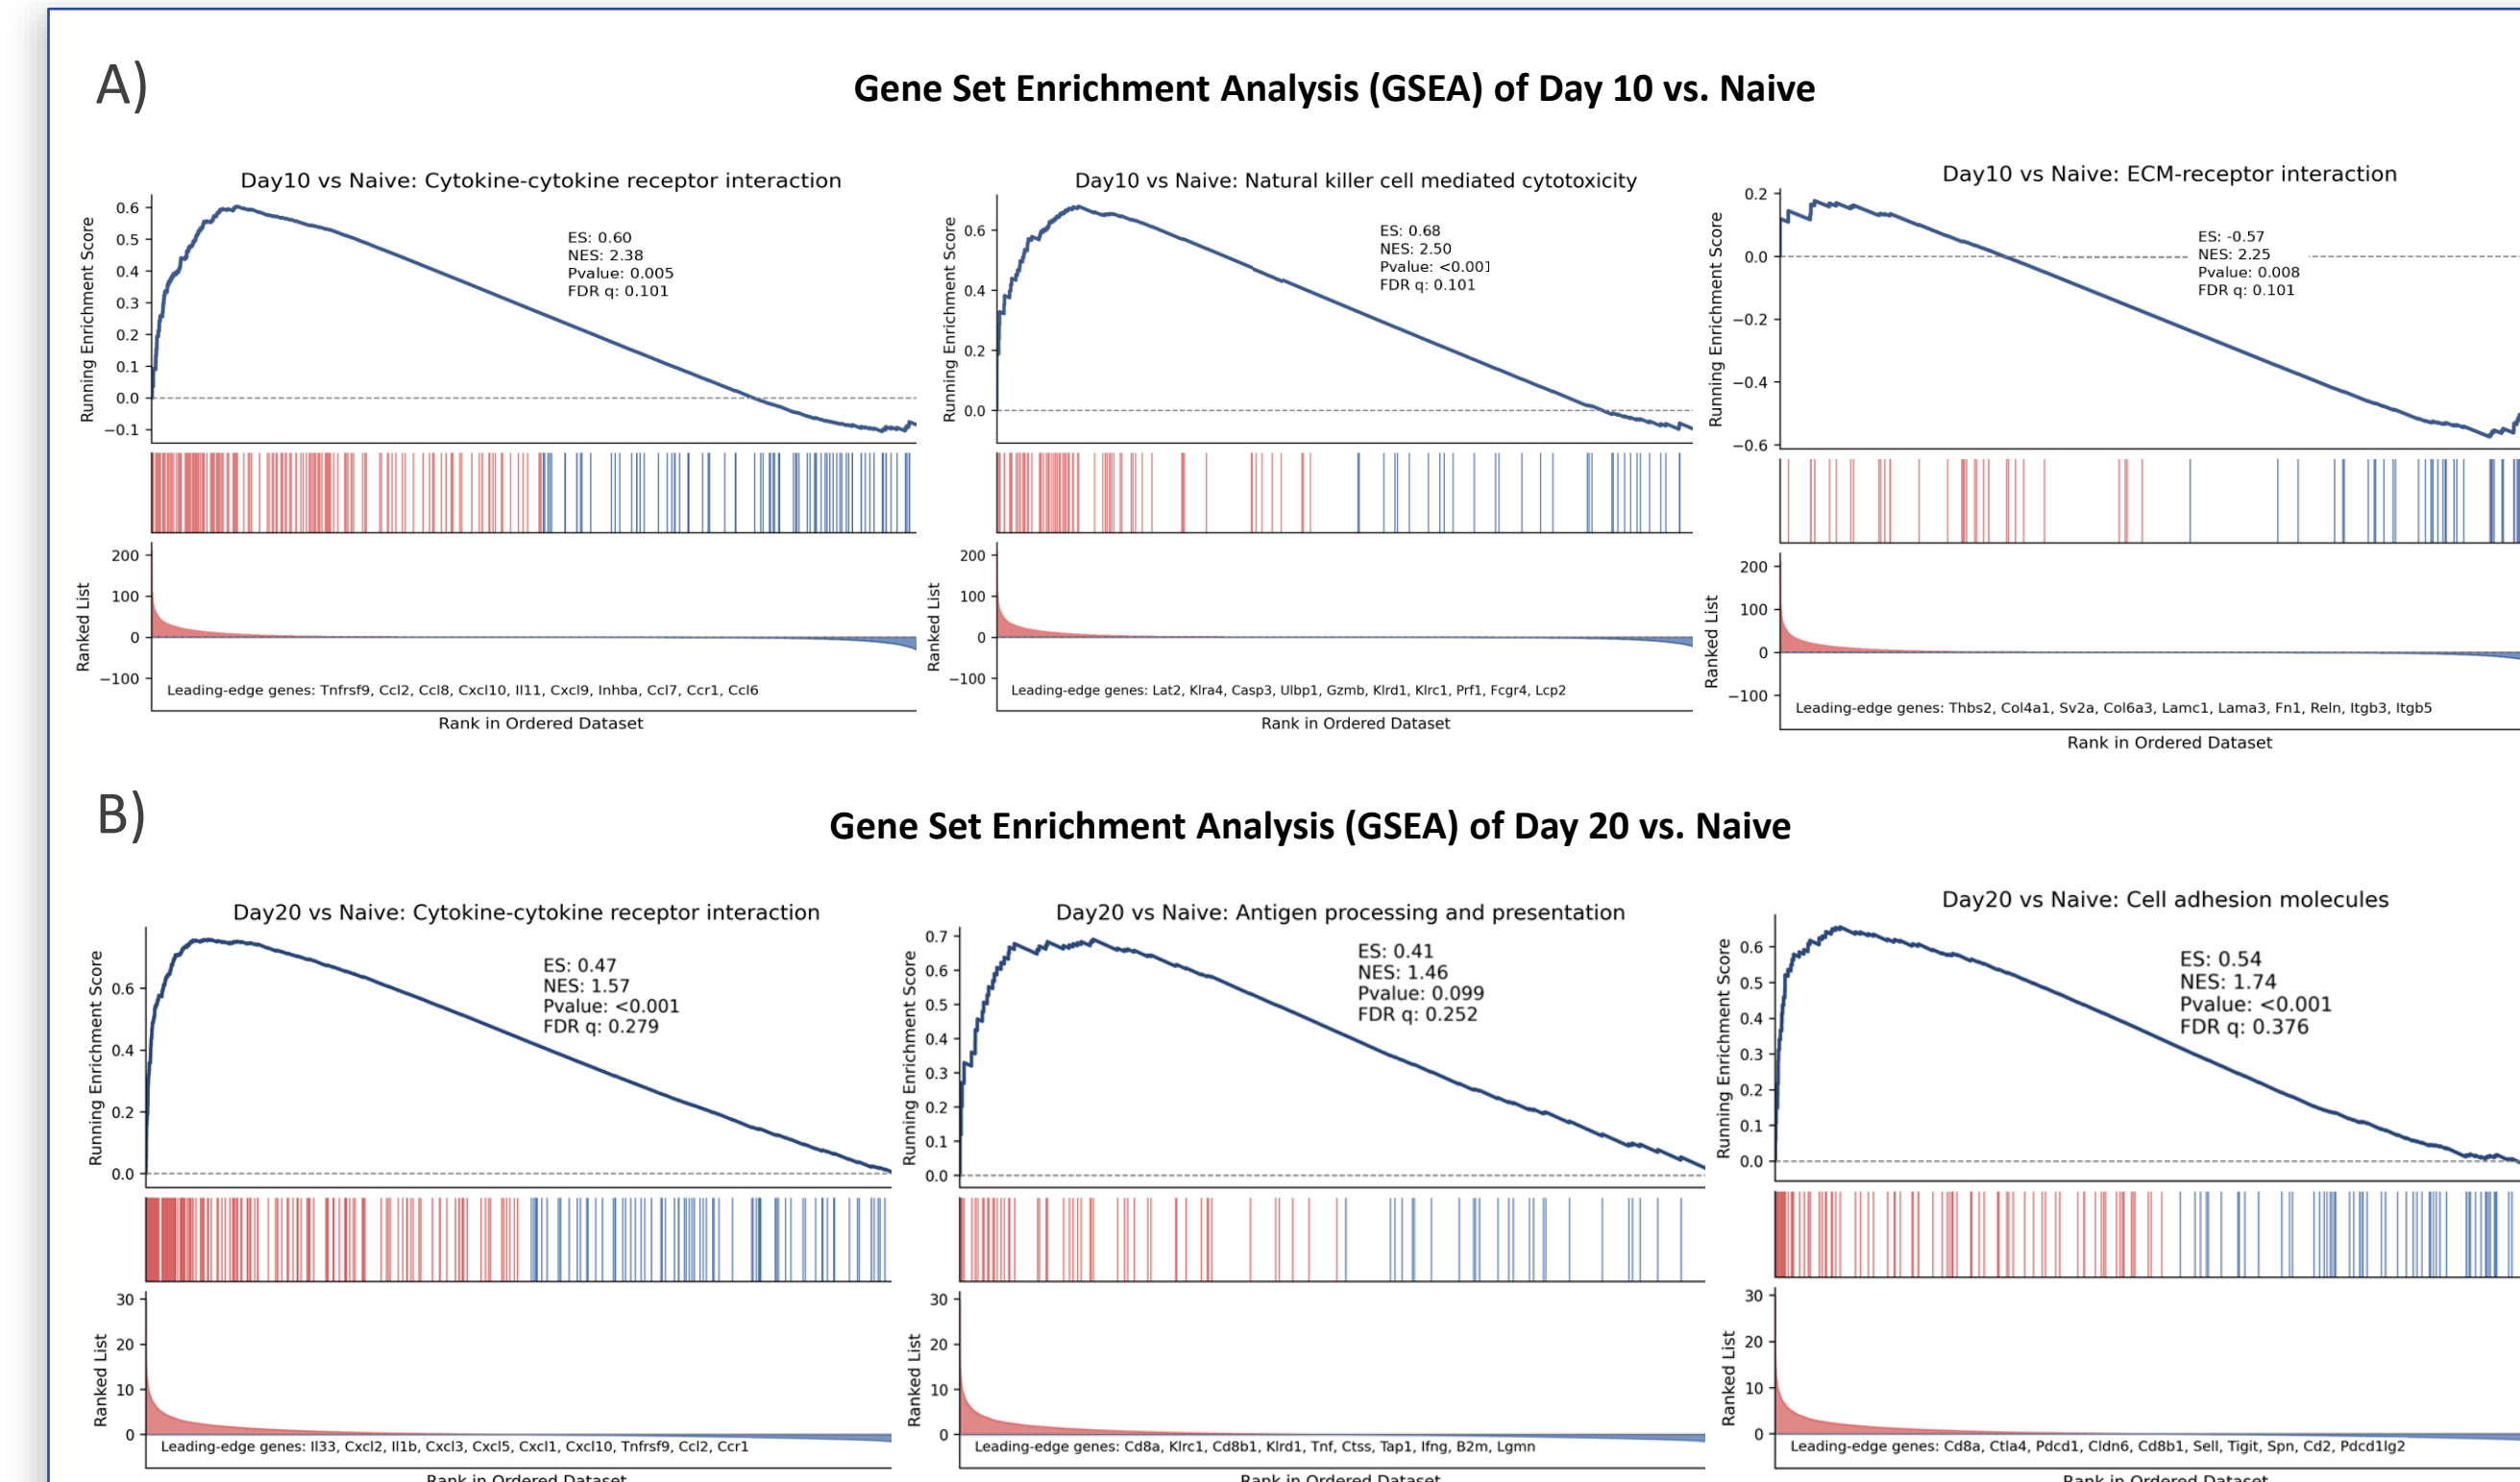 A)
Gene Set Enrichment Analysis (GSEA) of Day 10 vs. Naive
Day10 vs Naive: Cytokine-cytokine receptor interaction
Running Enrichment Score
0.6
0.5
0.4
0.3
0.2
0.1
0.0
−0.1
ES: 0.60
NES: 2.38
Pvalue: 0.005
FDR q: 0.101
Ranked List
200
100
0
−100
Leading-edge genes: Tnfrsf9, Ccl2, Ccl8, Cxcl10, Il11, Cxcl9, Inhba, Ccl7, Ccr1, Ccl6
Rank in Ordered Dataset
Day10 vs Naive: Natural killer cell mediated cytotoxicity
Running Enrichment Score
0.6
0.4
0.2
0.0
ES: 0.68
NES: 2.50
Pvalue: <0.001
FDR q: 0.101
Ranked List
200
100
0
−100
Leading-edge genes: Lat2, Klra4, Casp3, Ulbp1, Gzmb, Klrd1, Klrc1, Prf1, Fcgr4, Lcp2
Rank in Ordered Dataset
Day10 vs Naive: ECM-receptor interaction
Running Enrichment Score
0.2
0.0
−0.2
−0.4
−0.6
ES: -0.57
NES: 2.25
Pvalue: 0.008
FDR q: 0.101
Ranked List
200
100
0
−100
Leading-edge genes: Thbs2, Col4a1, Sv2a, Col6a3, Lamc1, Lama3, Fn1, Reln, Itgb3, Itgb5
Rank in Ordered Dataset
B)
Gene Set Enrichment Analysis (GSEA) of Day 20 vs. Naive
Day20 vs Naive: Cytokine-cytokine receptor interaction
Running Enrichment Score
0.6
0.4
0.2
0.0
ES: 0.47
NES: 1.57
Pvalue: <0.001
FDR q: 0.279
Ranked List
30
20
10
0
Leading-edge genes: Il33, Cxcl2, Il1b, Cxcl3, Cxcl5, Cxcl1, Cxcl10, Tnfrsf9, Ccl2, Ccr1
Rank in Ordered Dataset
Day20 vs Naive: Antigen processing and presentation
Running Enrichment Score
0.7
0.6
0.5
0.4
0.3
0.2
0.1
0.0
ES: 0.41
NES: 1.46
Pvalue: 0.099
FDR q: 0.252
Ranked List
30
20
10
0
Leading-edge genes: Cd8a, Klrc1, Cd8b1, Klrd1, Tnf, Ctss, Tap1, Ifng, B2m, Lgmn
Rank in Ordered Dataset
Day20 vs Naive: Cell adhesion molecules
Running Enrichment Score
0.6
0.5
0.4
0.3
0.2
0.1
0.0
ES: 0.54
NES: 1.74
Pvalue: <0.001
FDR q: 0.376
Ranked List
30
20
10
0
Leading-edge genes: Cd8a, Ctla4, Pdcd1, Cldn6, Cd8b1, Sell, Tigit, Spn, Cd2, Pdcd1lg2
Rank in Ordered Dataset